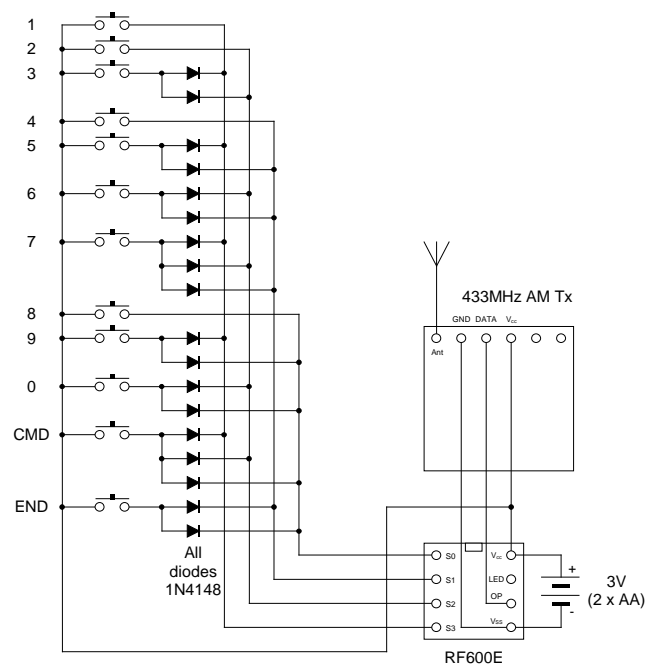 1
2
3
4
5
6
7
8
9
0
CMD
END
All
diodes
1N4148
433MHz AM Tx
GND DATA Vcc
Ant
S0
S1
S2
S3
Vcc
LED
OP
Vss
RF600E
+
-
3V
(2 x AA)